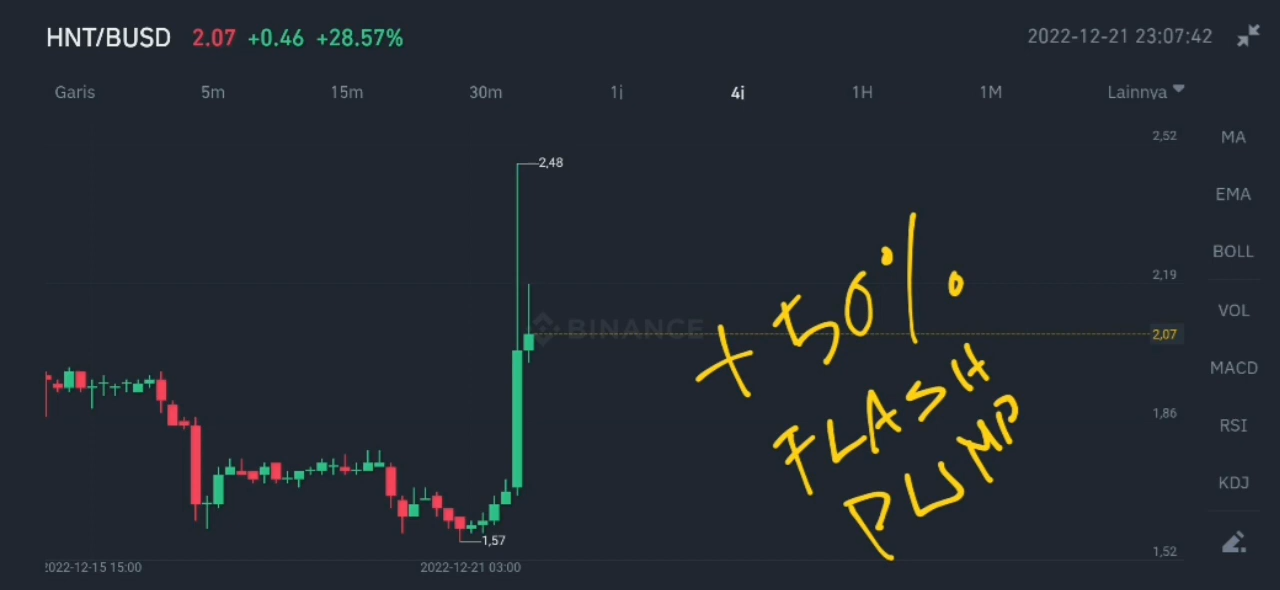 HNT/BUSD 2.07 +0.46 +28.57% 2022-12-21 23:07:42
Garis 5m 15m 30m 1j 4j 1H 1M Lainnya
2,52
MA
2,48
EMA
BOLL
2,19
VOL
BINANCE
2,07
MACD
1,86
RSI
KDJ
1,57
1,52
2022-12-15 15:00 2022-12-21 03:00
+50%
FLASH
PUMP